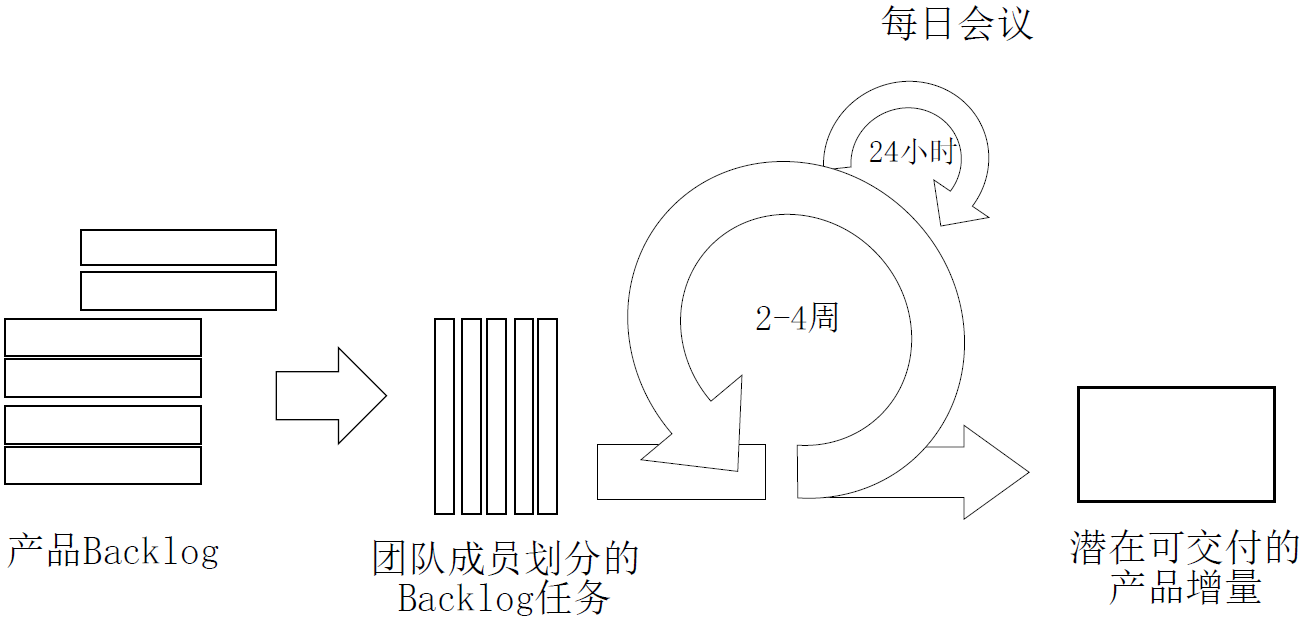 每日会议
24小时
2-4周
产品Backlog
团队成员划分的
Backlog任务
潜在可交付的
产品增量